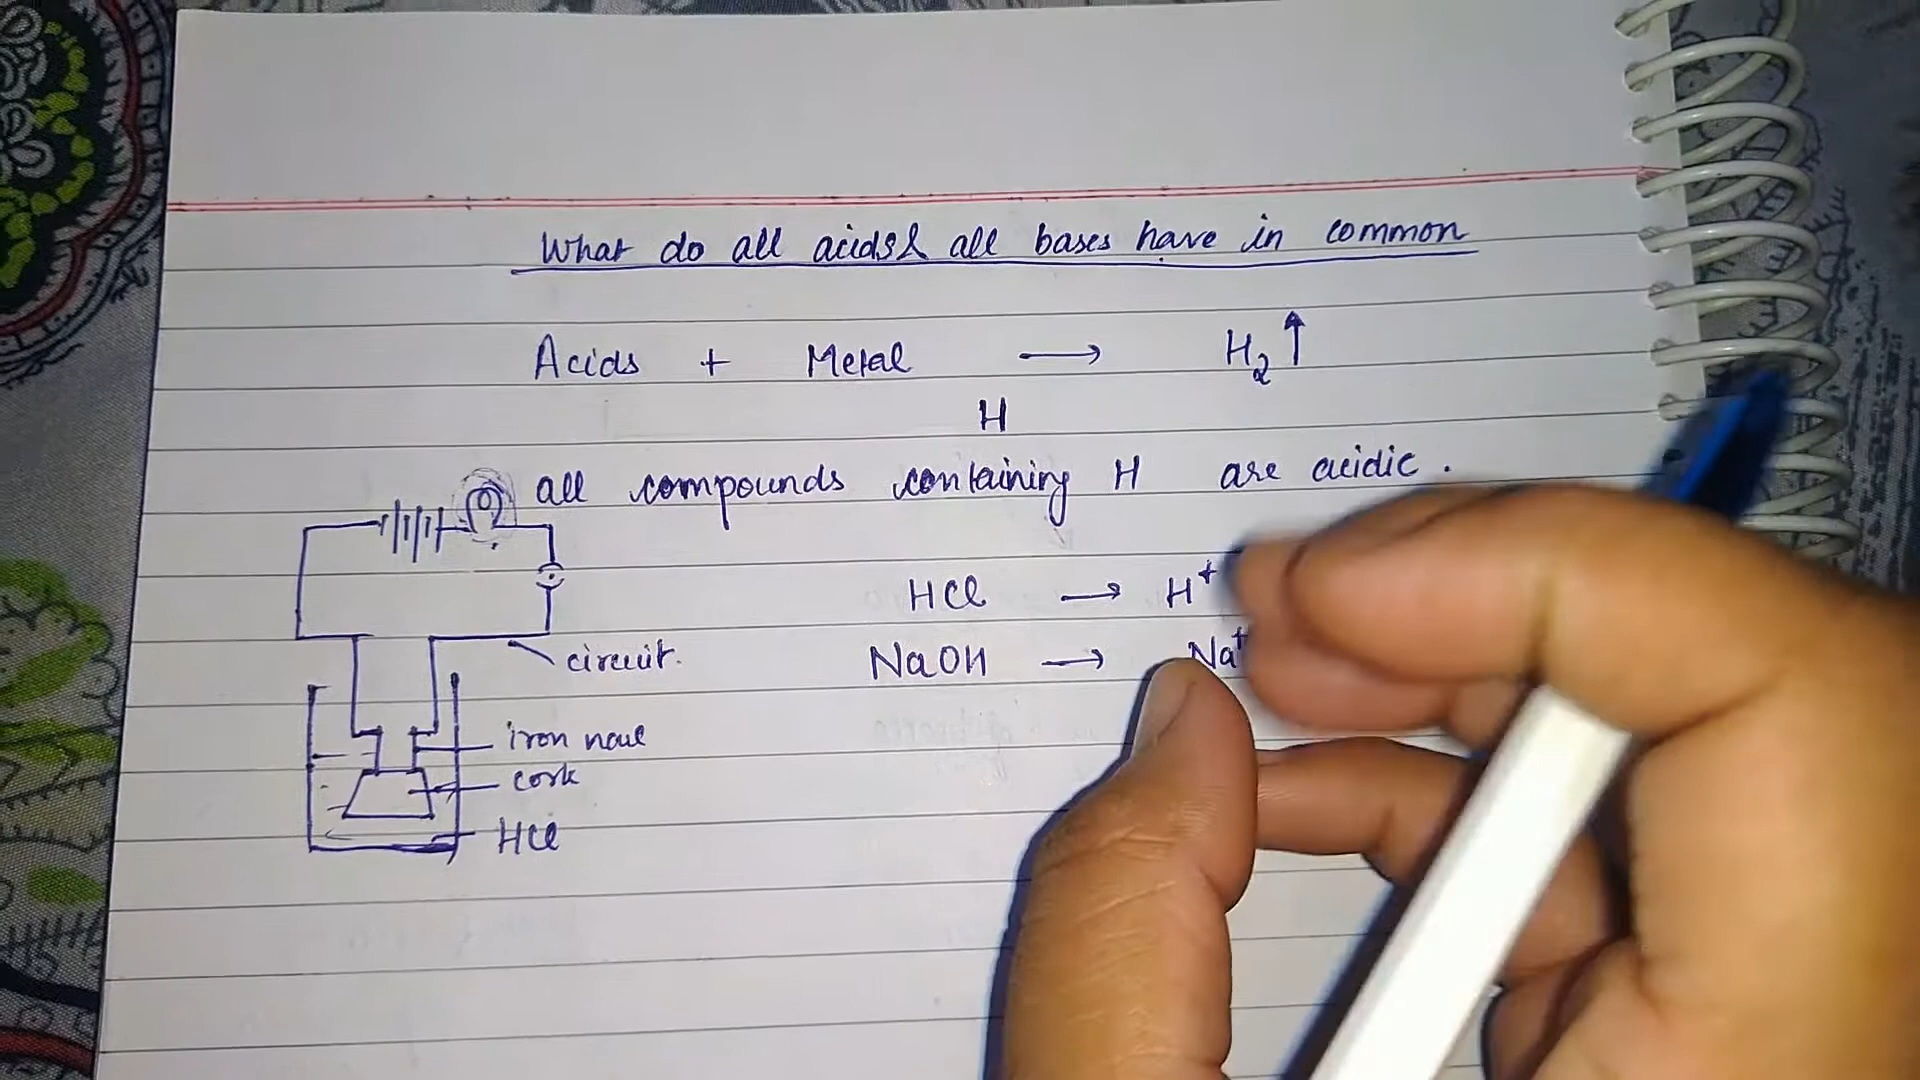 What do all acids & all bases have in common
Acids + Metal → H₂↑
H
all compounds containing H are acidic.
HCl → H⁺
NaOH → Na⁺
circuit.
iron nail
cork
HCl